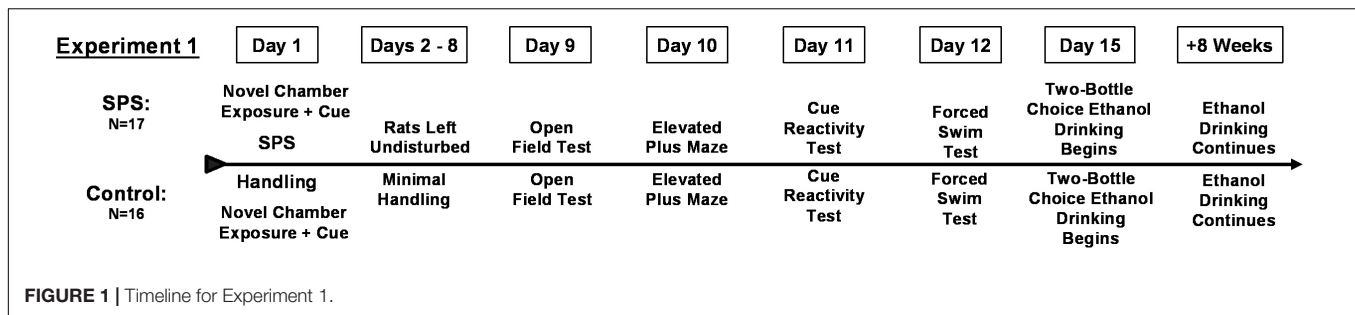 Experiment 1
Day 1
Days 2 - 8
Day 9
Day 10
Day 11
Day 12
Day 15
+8 Weeks
SPS:
N=17
Novel Chamber
Exposure + Cue
SPS
Rats Left
Undisturbed
Open
Field Test
Elevated
Plus Maze
Cue
Reactivity
Test
Forced
Swim
Test
Two-Bottle
Choice Ethanol
Drinking
Begins
Ethanol
Drinking
Continues
Control:
N=16
Handling
Novel Chamber
Exposure + Cue
Minimal
Handling
Open
Field Test
Elevated
Plus Maze
Cue
Reactivity
Test
Forced
Swim
Test
Two-Bottle
Choice Ethanol
Drinking
Begins
Ethanol
Drinking
Continues
FIGURE 1 | Timeline for Experiment 1.